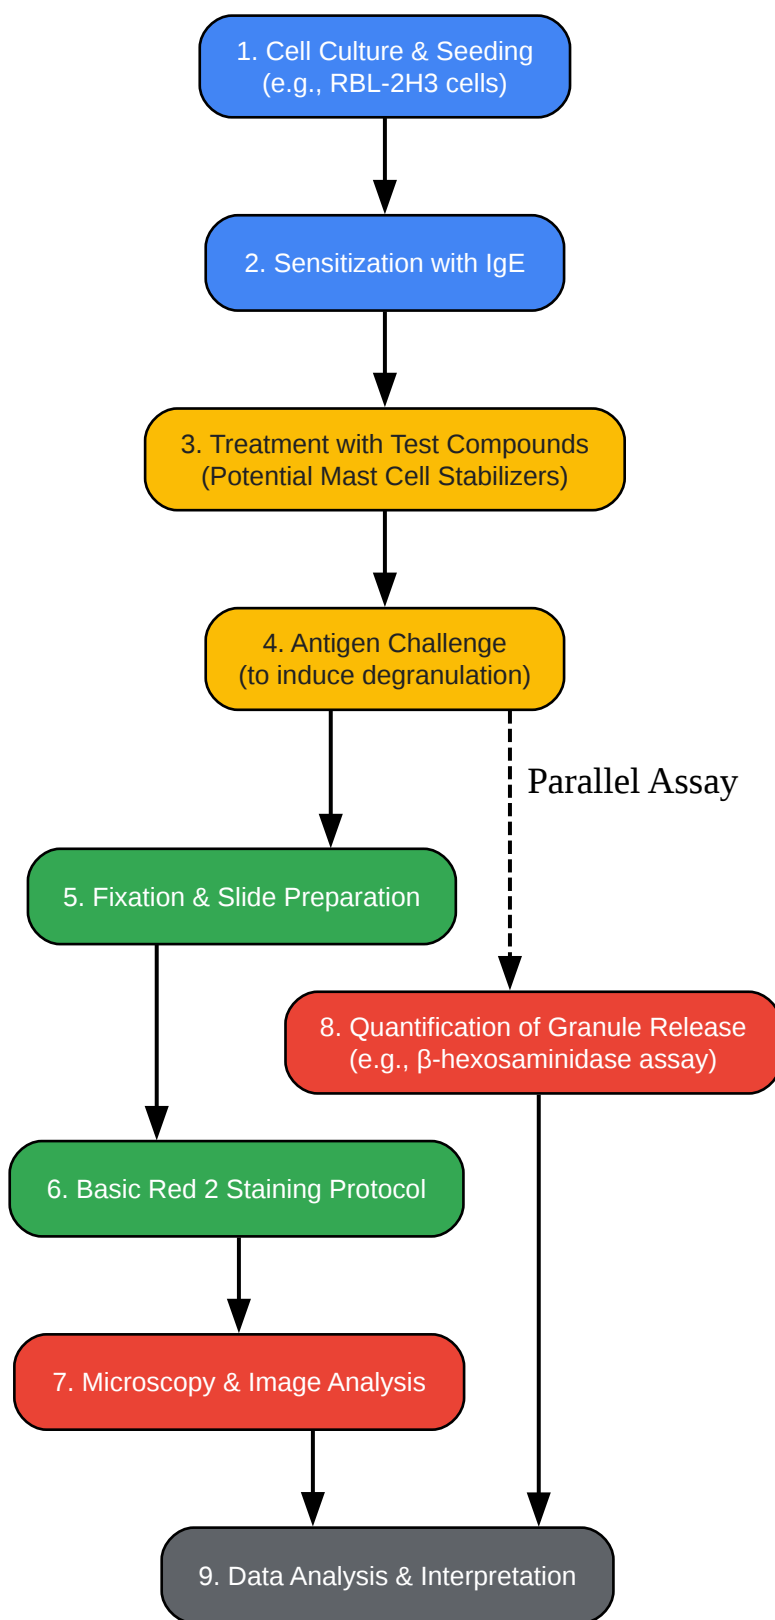 1. Cell Culture & Seeding
(e.g., RBL-2H3 cells)
2. Sensitization with IgE
3. Treatment with Test Compounds
(Potential Mast Cell Stabilizers)
4. Antigen Challenge
(to induce degranulation)
Parallel Assay
5. Fixation & Slide Preparation
8. Quantification of Granule Release
(e.g., β-hexosaminidase assay)
6. Basic Red 2 Staining Protocol
7. Microscopy & Image Analysis
9. Data Analysis & Interpretation